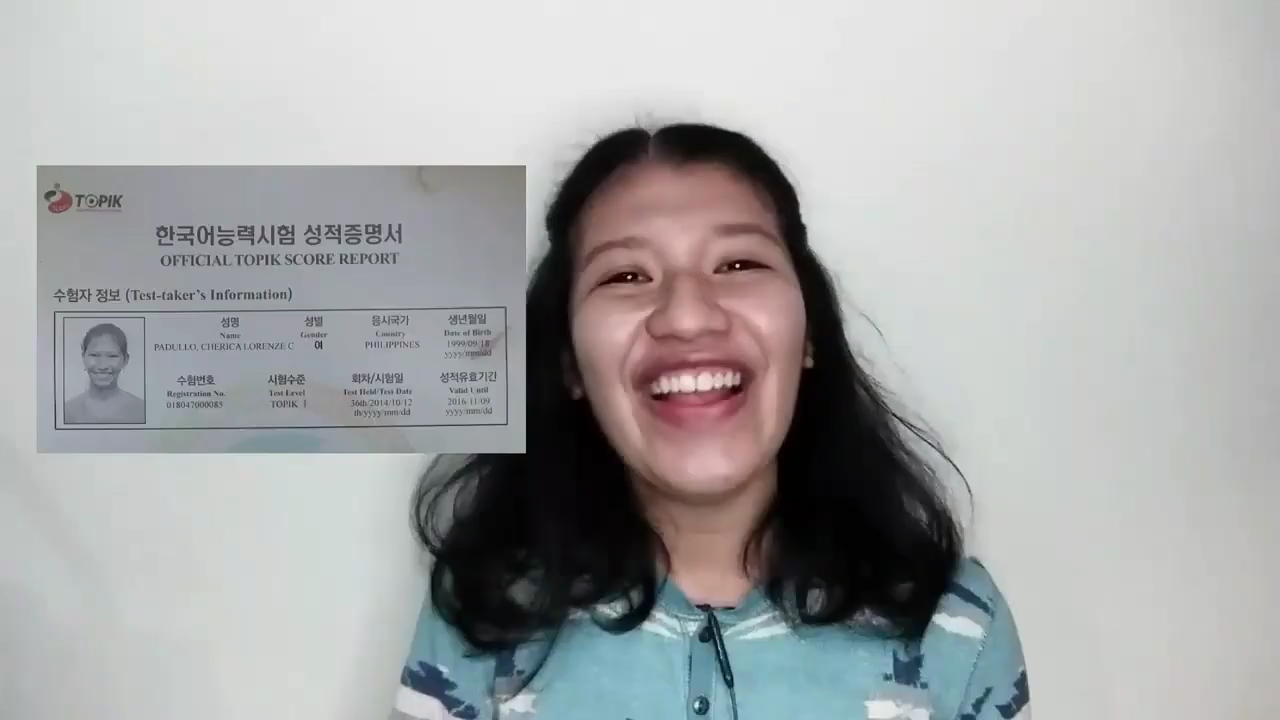 TOPIK
한국어능력시험 성적증명서
OFFICIAL TOPIK SCORE REPORT
수험자 정보 (Test-taker's Information)
성명 성별 응시국가 생년월일
Name Gender Country Date of Birth
PADULLO, CHERICA LORENZE C 여 PHILIPPINES 1999/09/18
yyyy/mm/dd
수험번호 시험수준 회차/시험일 성적유효기간
Registration No. Test Level Test Held/Test Date Valid Until
018047000085 TOPIK I 36th/2014/10/12 2016/11/09
th/yyyy/mm/dd yyyy/mm/dd